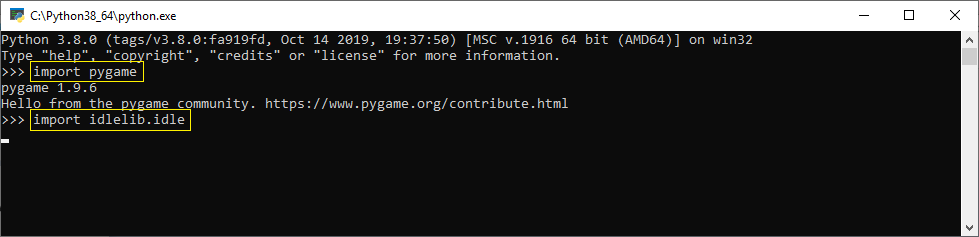 C:\Python38_64\python.exe
Python 3.8.0 (tags/v3.8.0:fa919fd, Oct 14 2019, 19:37:50) [MSC v.1916 64 bit (AMD64)] on win32
Type "help", "copyright", "credits" or "license" for more information.
>>> import pygame
pygame 1.9.6
Hello from the pygame community. https://www.pygame.org/contribute.html
>>> import idlelib.idle